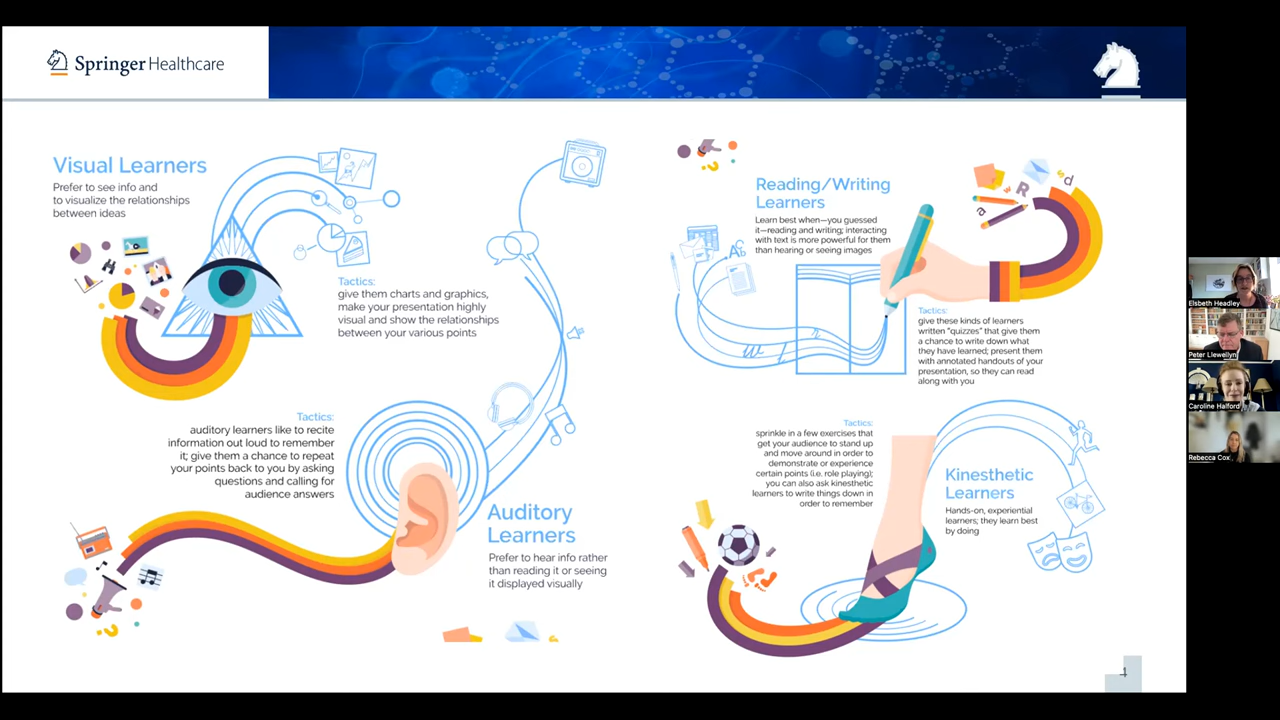 Springer Healthcare
Visual Learners
Prefer to see info and
to visualize the relationships
between ideas
Tactics:
give them charts and graphics,
make your presentation highly
visual and show the relationships
between your various points
Tactics:
auditory learners like to recite
information out loud to remember
it; give them a chance to repeat
your points back to you by asking
questions and calling for
audience answers
Auditory
Learners
Prefer to hear info rather
than reading it or seeing
it displayed visually
Reading/Writing
Learners
Learn best when—you guessed
it—reading and writing; interacting
with text is more powerful for them
than hearing or seeing images
a
w
R
s
d
Tactics:
give these kinds of learners
written "quizzes" that give them
a chance to write down what
they have learned; present them
with annotated handouts of your
presentation, so they can read
along with you
Tactics:
sprinkle in a few exercises that
get your audience to stand up
and move around in order to
demonstrate or experience
certain points (i.e. role playing);
you can also ask kinesthetic
learners to write things down in
order to remember
Kinesthetic
Learners
Hands-on, experiential
learners; they learn best
by doing
Elsbeth Headley
Peter Llewellyn
Caroline Halford
Rebecca Cox